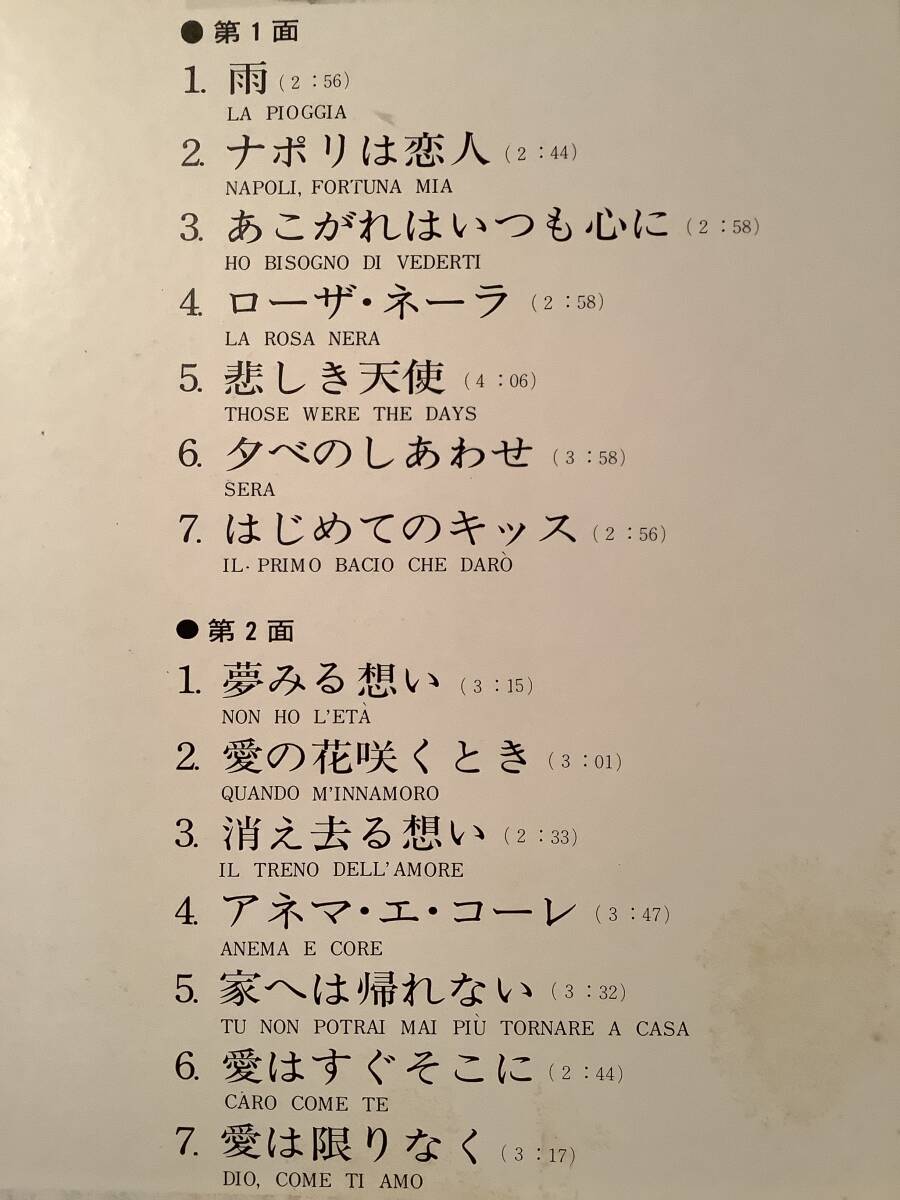 ● 第1面
1. 雨 (2:56)
LA PIOGGIA
2. ナポリは恋人 (2:44)
NAPOLI, FORTUNA MIA
3. あこがれはいつも心に (2:58)
HO BISOGNO DI VEDERTI
4. ローザ・ネーラ (2:58)
LA ROSA NERA
5. 悲しき天使 (4:06)
THOSE WERE THE DAYS
6. 夕べのしあわせ (3:58)
SERA
7. はじめてのキッス (2:56)
IL PRIMO BACIO CHE DARÒ
● 第2面
1. 夢みる想い (3:15)
NON HO L'ETÀ
2. 愛の花咲くとき (3:01)
QUANDO M'INNAMORO
3. 消え去る想い (2:33)
IL TRENO DELL'AMORE
4. アネマ・エ・コーレ (3:47)
ANEMA E CORE
5. 家へは帰れない (3:32)
TU NON POTRAI MAI PIÙ TORNARE A CASA
6. 愛はすぐそこに (2:44)
CARO COME TE
7. 愛は限りなく (3:17)
DIO, COME TI AMO